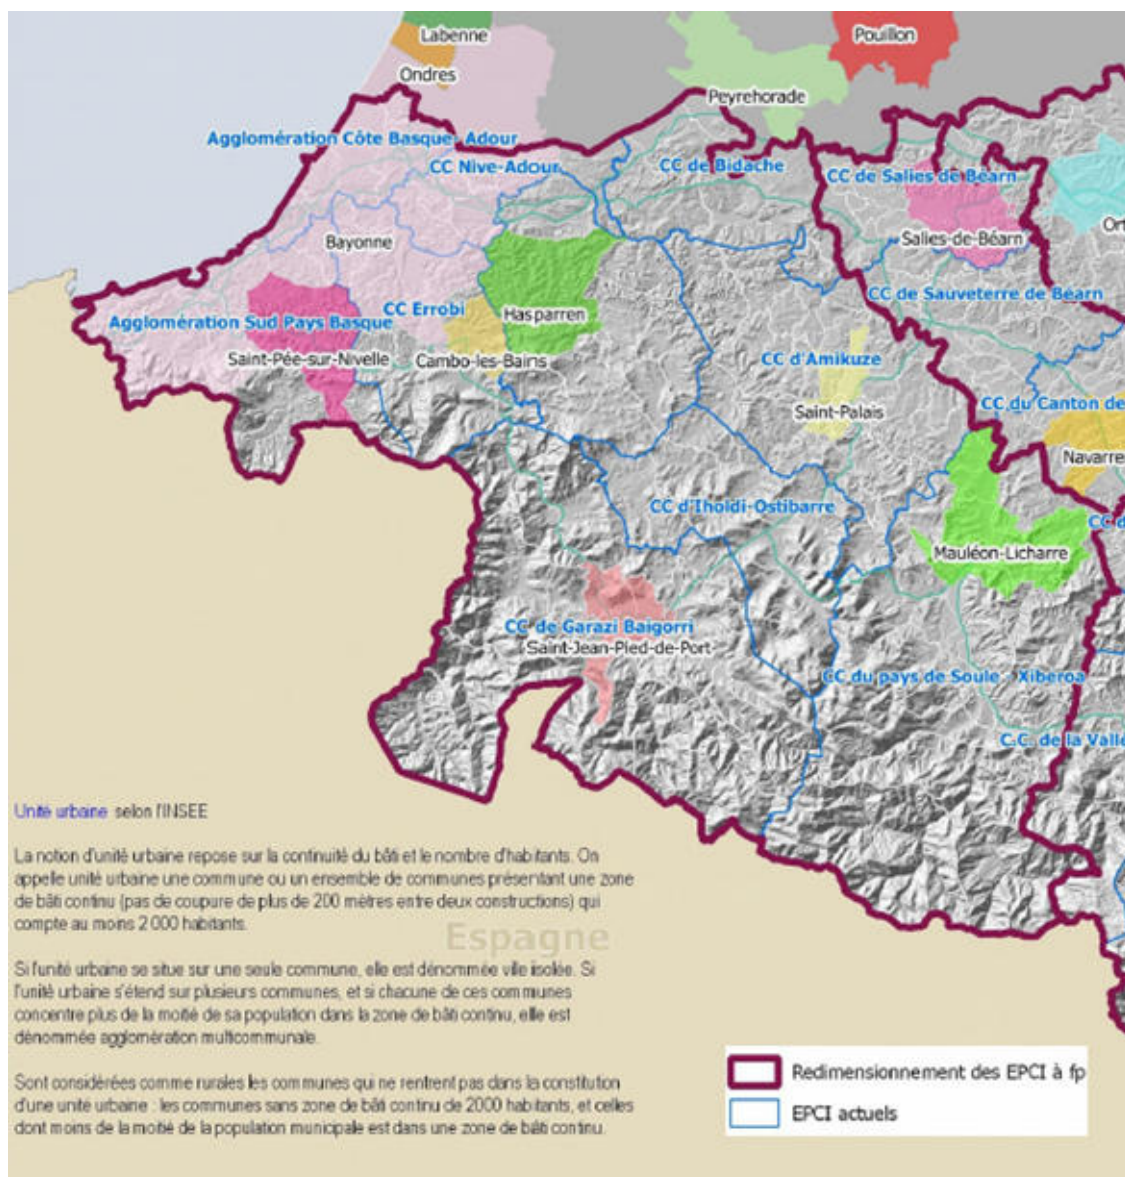 Labenne
Pouillon
Ondres
Peyrehorade
Agglomération Côte Basque- Adour
CC Nive-Adour
CC de Bidache
CC de Salies de Béarn
Ort
Bayonne
Salies-de-Béarn
CC de Sauveterre de Béarn
CC Errobi
Hasparren
Agglomération Sud Pays Basque
Saint-Pée-sur-Nivelle
Cambo-les-Bains
CC d'Amikuze
CC du Canton de
Saint-Palais
Navarre
CC d'Iholdi-Ostibarre
CC d
Mauléon-Licharre
CC de Garazi Baigorri
Saint-Jean-Pied-de-Port
CC du pays de Soule - Xiberoa
C.C. de la Vallé
Unité urbaine selon l'INSEE
La notion d'unité urbaine repose sur la continuité du bâti et le nombre d'habitants. On
appelle unité urbaine une commune ou un ensemble de communes présentant une zone
de bâti continu (pas de coupure de plus de 200 mètres entre deux constructions) qui
compte au moins 2 000 habitants.
Espagne
Si l'unité urbaine se situe sur une seule commune, elle est dénommée ville isolée. Si
l'unité urbaine s'étend sur plusieurs communes, et si chacune de ces communes
concentre plus de la moitié de sa population dans la zone de bâti continu, elle est
dénommée agglomération multicommunale.
Sont considérées comme rurales les communes qui ne rentrent pas dans la constitution
d'une unité urbaine : les communes sans zone de bâti continu de 2000 habitants, et celles
dont moins de la moitié de la population municipale est dans une zone de bâti continu.
Redimensionnement des EPCI à fp
EPCI actuels